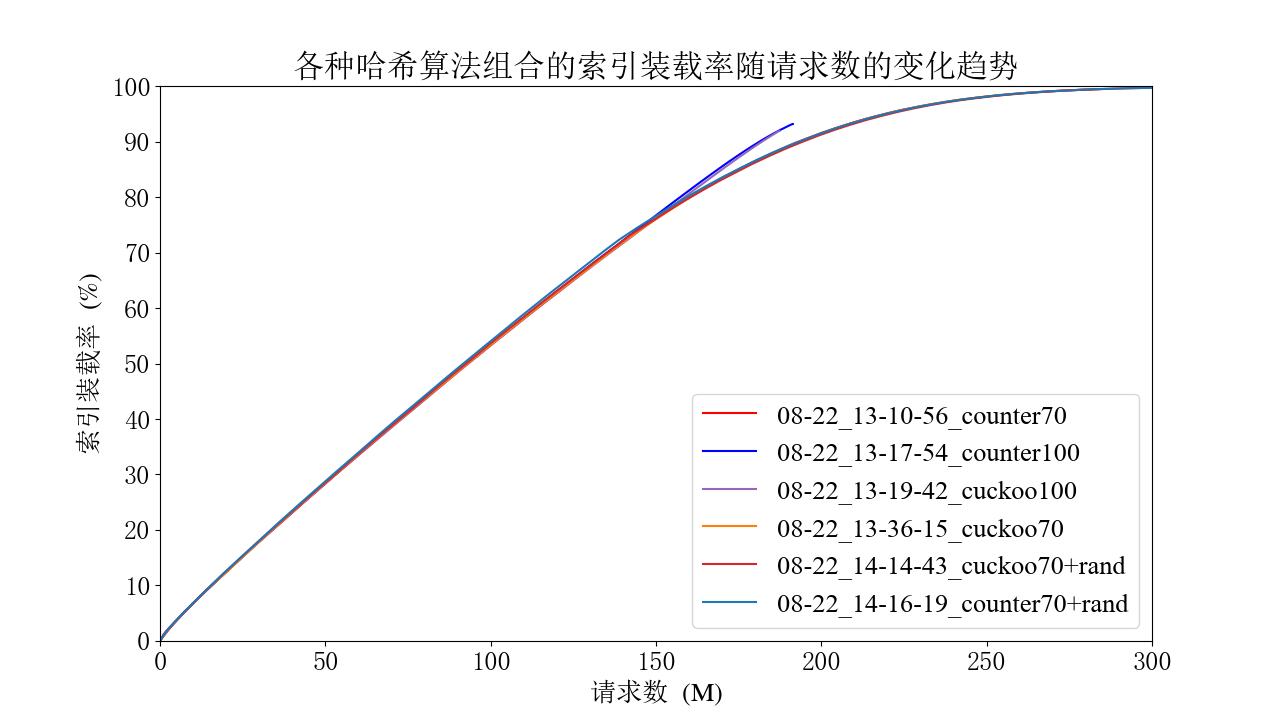 各种哈希算法组合的索引装载率随请求数的变化趋势
100
90
80
70
60
50
40
30
20
10
0
索引装载率 (%)
08-22_13-10-56_counter70
08-22_13-17-54_counter100
08-22_13-19-42_cuckoo100
08-22_13-36-15_cuckoo70
08-22_14-14-43_cuckoo70+rand
08-22_14-16-19_counter70+rand
0 50 100 150 200 250 300
请求数 (M)